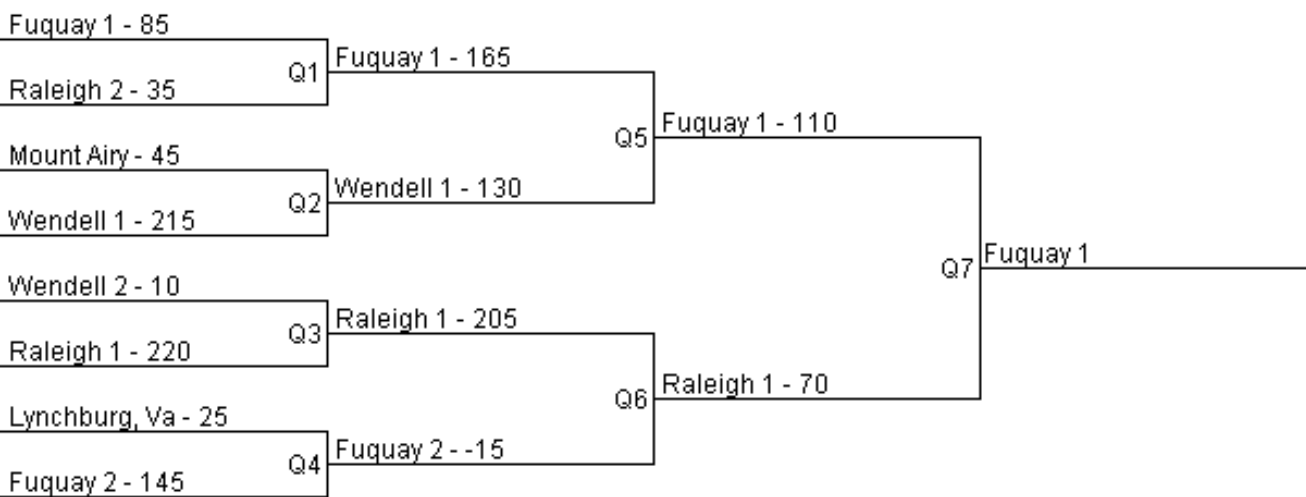 Fuquay 1 - 85
Q1
Raleigh 2 - 35
Mount Airy - 45
Q2
Wendell 1 - 215
Wendell 2 - 10
Q3
Raleigh 1 - 220
Lynchburg, Va - 25
Q4
Fuquay 2 - 145
Fuquay 1 - 165
Q5
Wendell 1 - 130
Raleigh 1 - 205
Q6
Fuquay 2 - -15
Fuquay 1 - 110
Q7
Raleigh 1 - 70
Fuquay 1